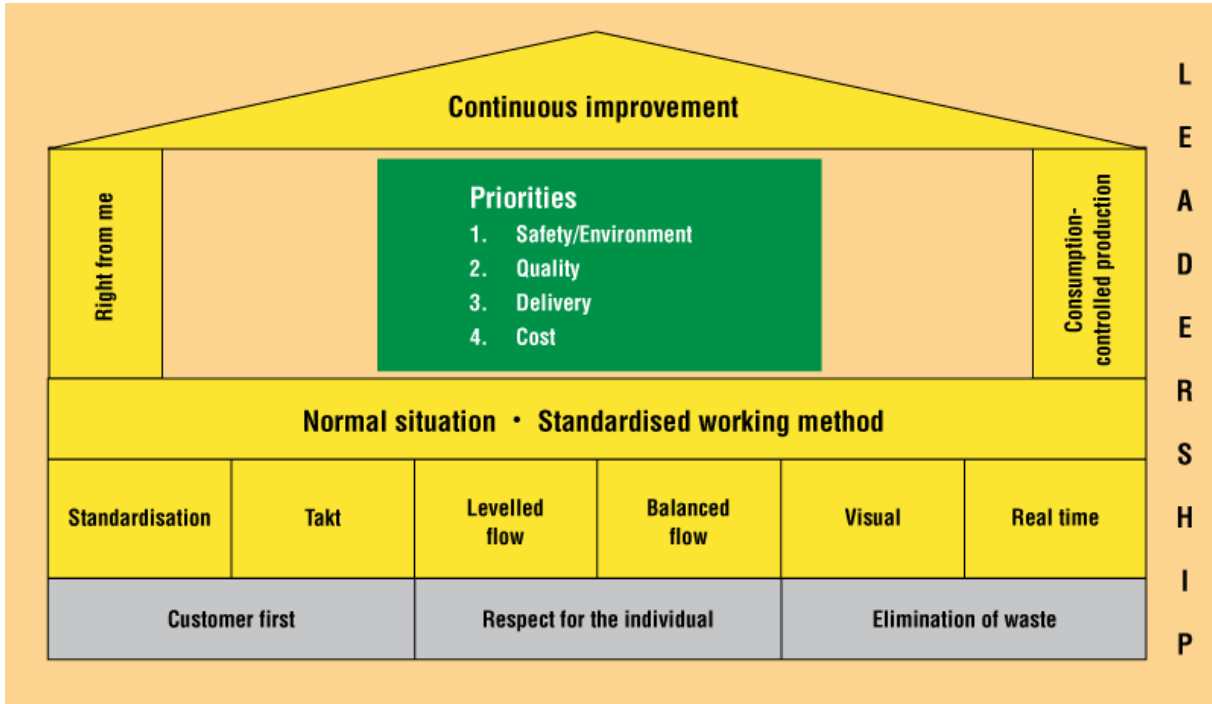 Continuous improvement
Right from me
Priorities
1. Safety/Environment
2. Quality
3. Delivery
4. Cost
Consumption-
controlled production
Normal situation • Standardised working method
Standardisation
Takt
Levelled
flow
Balanced
flow
Visual
Real time
Customer first
Respect for the individual
Elimination of waste
L
E
A
D
E
R
S
H
I
P